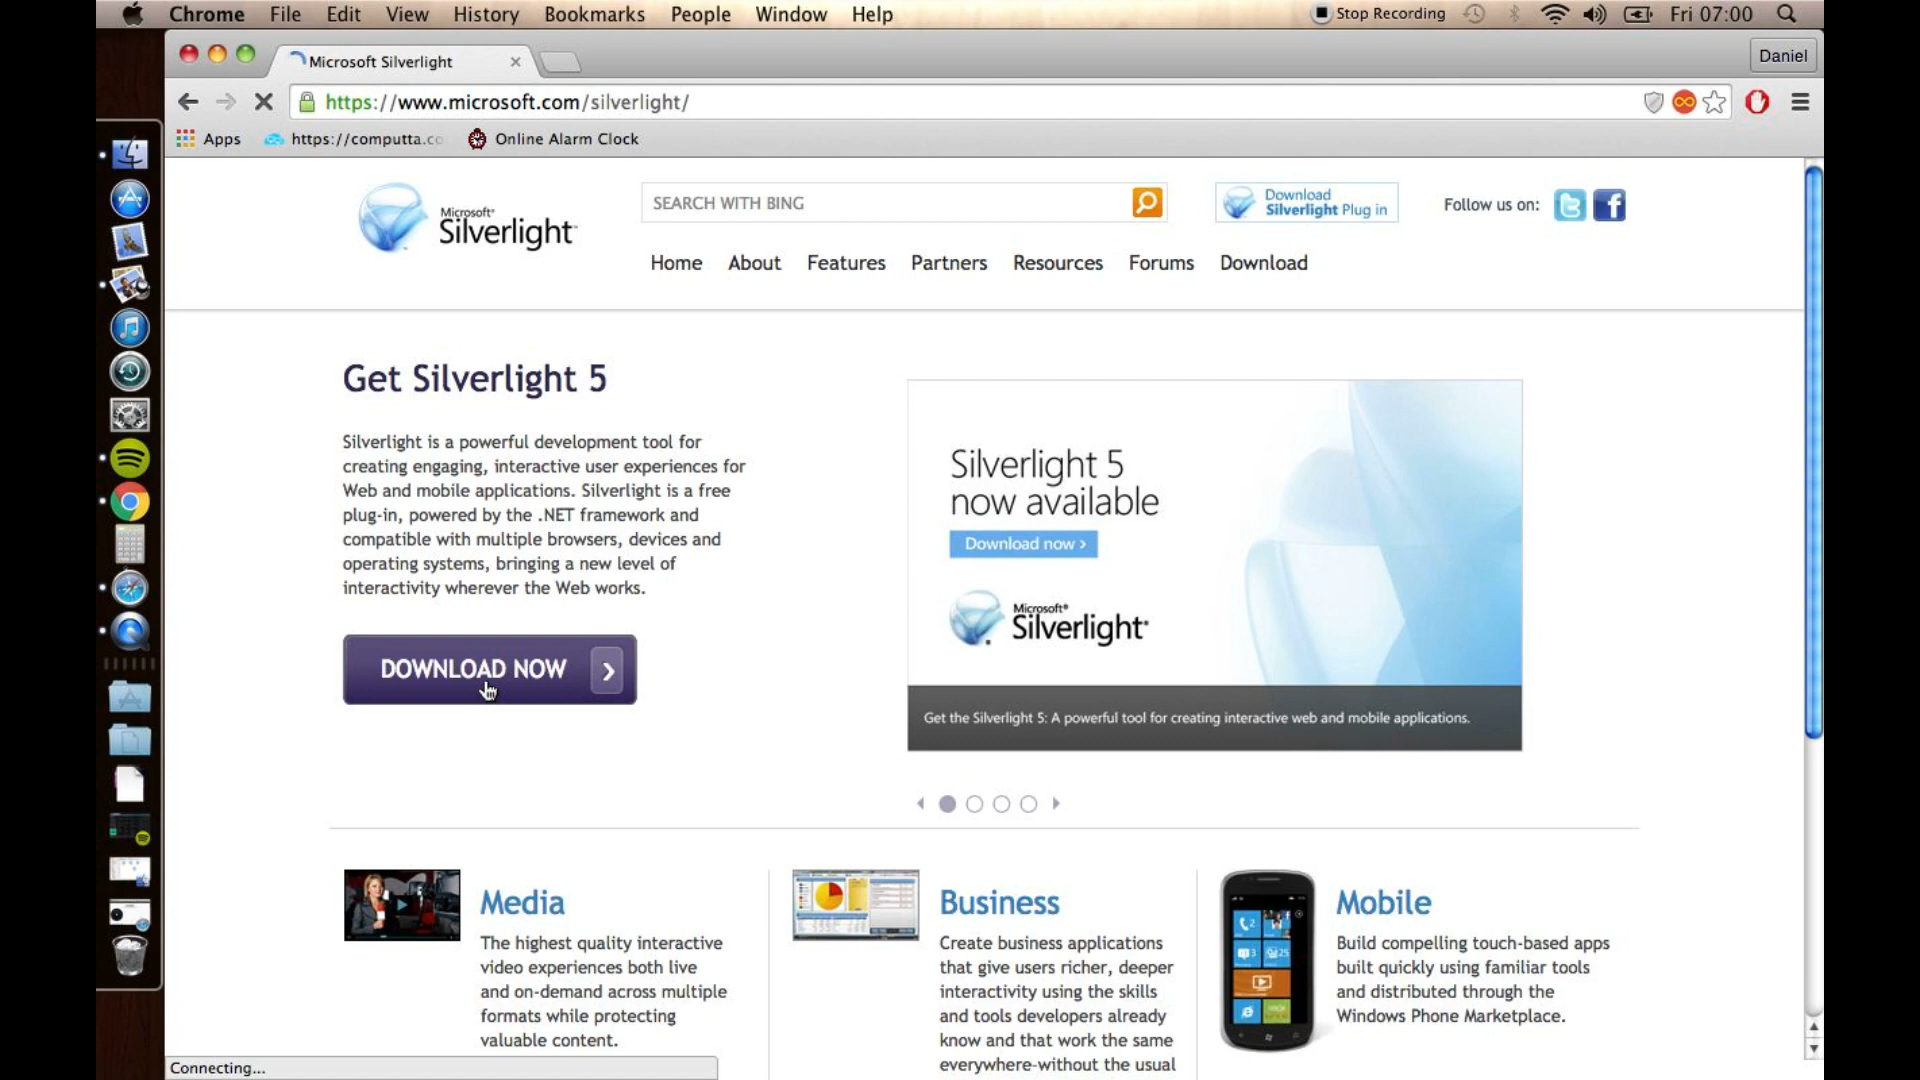 Chrome File Edit View History Bookmarks People Window Help
Stop Recording Fri 07:00
Microsoft Silverlight
Daniel
https://www.microsoft.com/silverlight/
Apps https://computta.co Online Alarm Clock
Microsoft®
Silverlight™
SEARCH WITH BING
Download
Silverlight Plug in
Follow us on:
Home About Features Partners Resources Forums Download
Get Silverlight 5
Silverlight is a powerful development tool for
creating engaging, interactive user experiences for
Web and mobile applications. Silverlight is a free
plug-in, powered by the .NET framework and
compatible with multiple browsers, devices and
operating systems, bringing a new level of
interactivity wherever the Web works.
DOWNLOAD NOW
Silverlight 5
now available
Download now ›
Microsoft®
Silverlight®
Get the Silverlight 5: A powerful tool for creating interactive web and mobile applications.
Media
The highest quality interactive
video experiences both live
and on-demand across multiple
formats while protecting
valuable content.
Business
Create business applications
that give users richer, deeper
interactivity using the skills
and tools developers already
know and that work the same
everywhere-without the usual
Mobile
Build compelling touch-based apps
built quickly using familiar tools
and distributed through the
Windows Phone Marketplace.
Connecting...